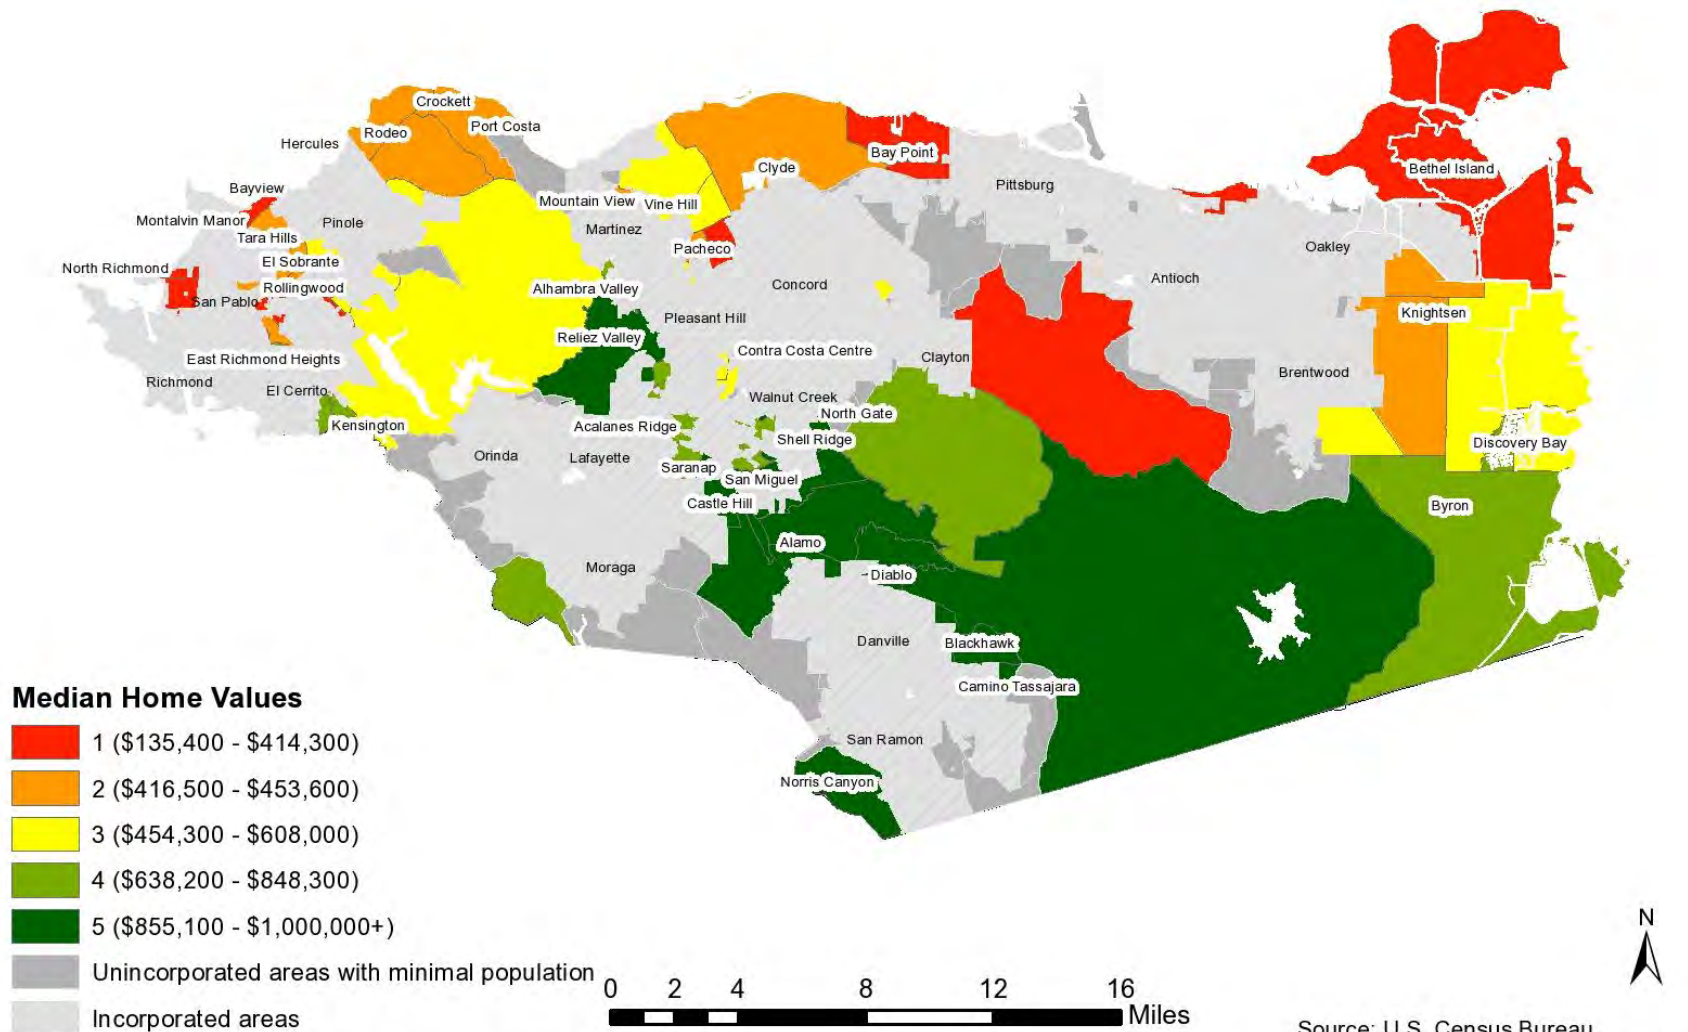 Crockett
Port Costa
Rodeo
Hercules
Bay Point
Clyde
Bethel Island
Pittsburg
Bayview
Mountain View
Vine Hill
Montalvin Manor
Pinole
Martinez
Tara Hills
Pacheco
Oakley
El Sobrante
North Richmond
Antioch
Concord
Rollingwood
Alhambra Valley
San Pablo
Knightsen
Pleasant Hill
Reliez Valley
Contra Costa Centre
East Richmond Heights
Clayton
Brentwood
Richmond
El Cerrito
Walnut Creek
North Gate
Kensington
Acalanes Ridge
Shell Ridge
Discovery Bay
Orinda
Lafayette
Saranap
San Miguel
Castle Hill
Byron
Alamo
Moraga
Diablo
Danville
Blackhawk
Camino Tassajara
San Ramon
Norris Canyon
Median Home Values
1 ($135,400 - $414,300)
2 ($416,500 - $453,600)
3 ($454,300 - $608,000)
4 ($638,200 - $848,300)
5 ($855,100 - $1,000,000+)
Unincorporated areas with minimal population
Incorporated areas
0 2 4 8 12 16
Miles
N
Source: U.S. Census Bureau